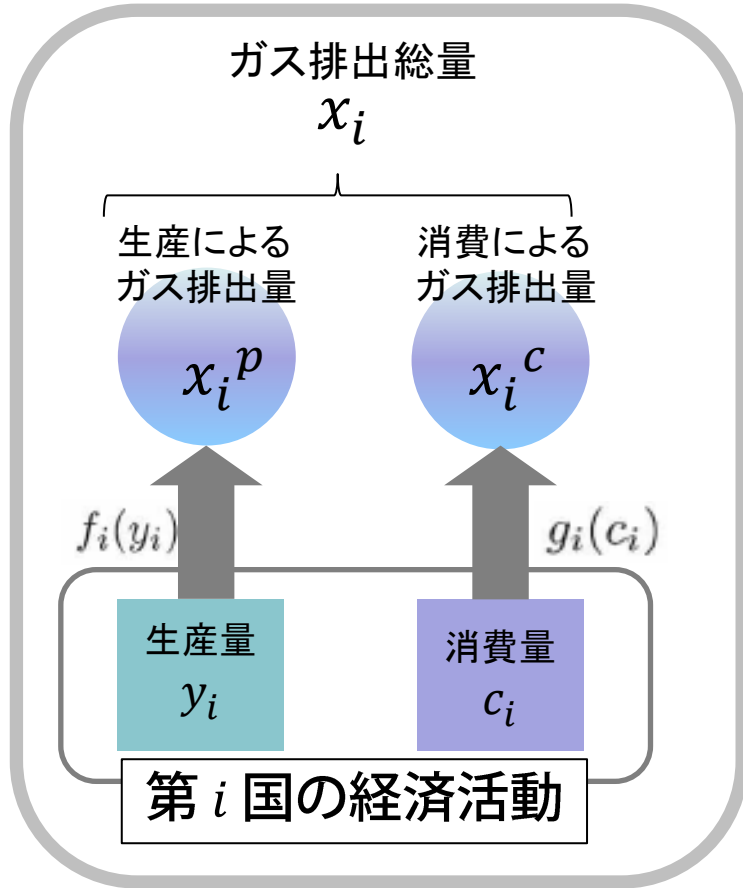 ガス排出総量
x_i
生産による
ガス排出量
消費による
ガス排出量
x_i^p
x_i^c
f_i(y_i)
g_i(c_i)
生産量
y_i
消費量
c_i
第 i 国の経済活動